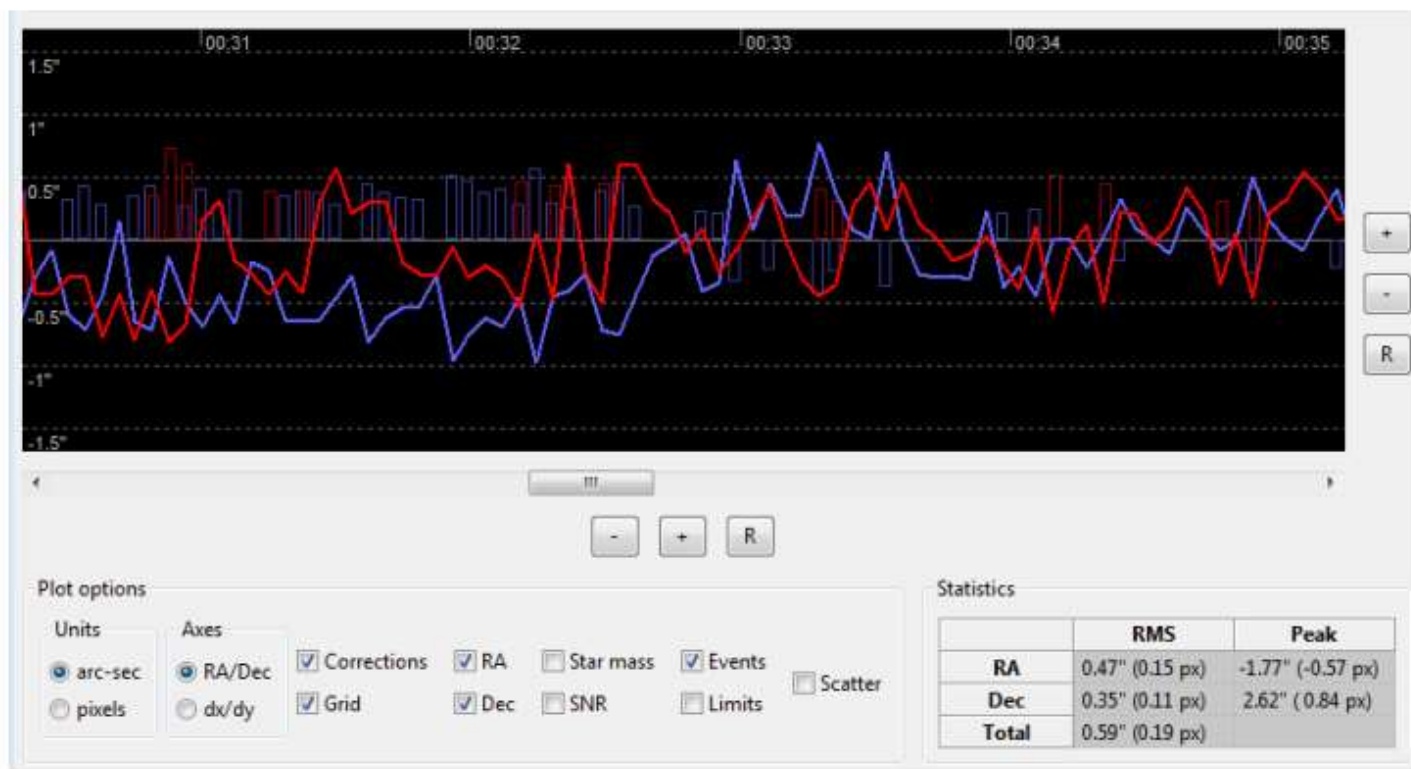 00:31 00:32 00:33 00:34 00:35
1.5"
1"
0.5"
-0.5"
-1"
-1.5"
+
-
R
- + R
Plot options
Statistics
Units Axes
RMS Peak
arc-sec RA/Dec Corrections RA Star mass Events Scatter
RA 0.47" (0.15 px) -1.77" (-0.57 px)
pixels dx/dy Grid Dec SNR Limits
Dec 0.35" (0.11 px) 2.62" ( 0.84 px)
Total 0.59" (0.19 px)